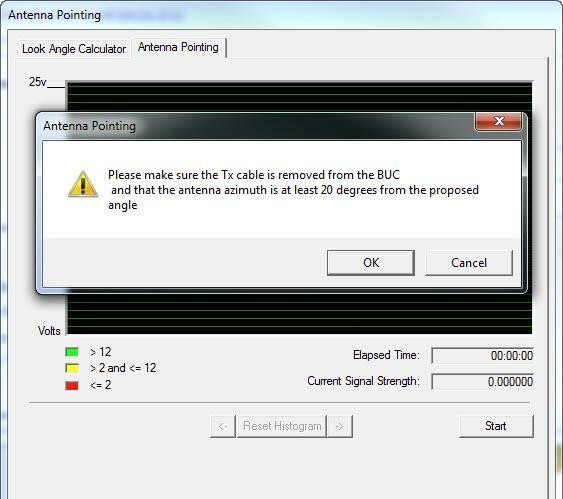 Antenna Pointing
Look Angle Calculator
Antenna Pointing
25v
Antenna Pointing
Please make sure the Tx cable is removed from the BUC
and that the antenna azimuth is at least 20 degrees from the proposed
angle
OK
Cancel
Volts
> 12
> 2 and <= 12
<= 2
Elapsed Time:
00:00:00
Current Signal Strength:
0.000000
<-
Reset Histogram
->
Start